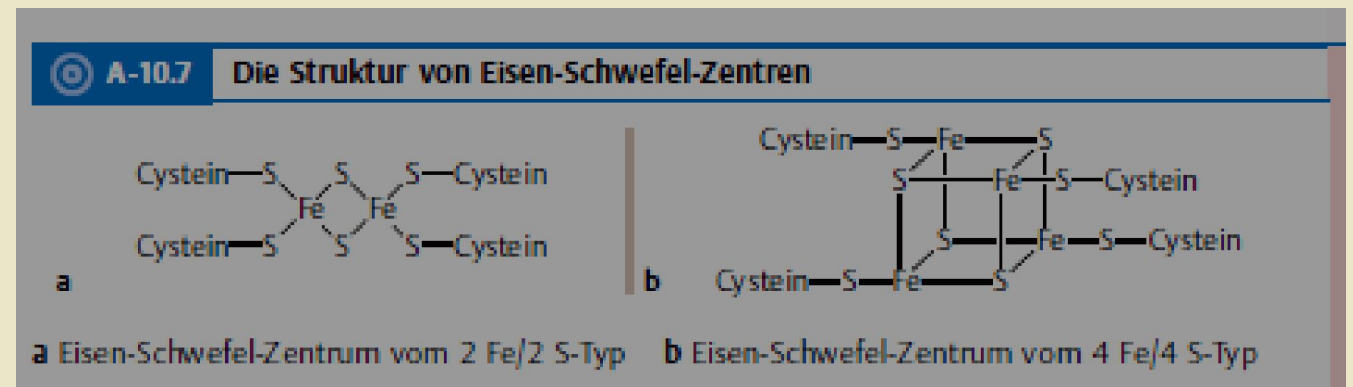 A-10.7 Die Struktur von Eisen-Schwefel-Zentren
Cystein—S S S—Cystein
Fe Fe
Cystein—S S S—Cystein
a
Cystein—S—Fe S
S Fe—S—Cystein
S Fe—S—Cystein
Cystein—S—Fe S
b
a Eisen-Schwefel-Zentrum vom 2 Fe/2 S-Typ b Eisen-Schwefel-Zentrum vom 4 Fe/4 S-Typ